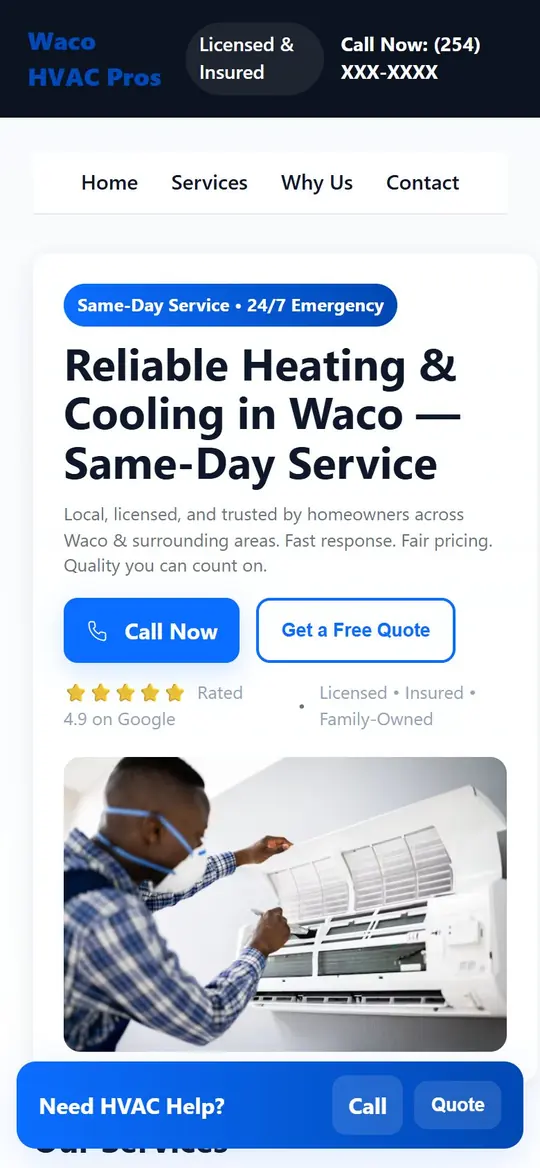 Waco
HVAC Pros
Licensed &
Insured
Call Now: (254)
XXX-XXXX
Home Services Why Us Contact
Same-Day Service • 24/7 Emergency
Reliable Heating &
Cooling in Waco —
Same-Day Service
Local, licensed, and trusted by homeowners across
Waco & surrounding areas. Fast response. Fair pricing.
Quality you can count on.
Call Now
Get a Free Quote
⭐⭐⭐⭐⭐ Rated
4.9 on Google
•
Licensed • Insured •
Family-Owned
Need HVAC Help?
Call
Quote
Our Services